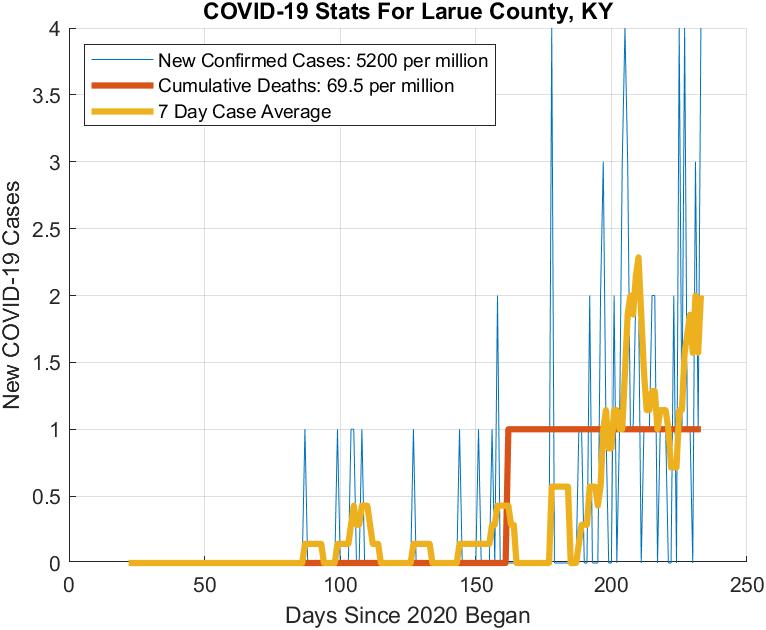 COVID-19 Stats For Larue County, KY
New Confirmed Cases: 5200 per million
Cumulative Deaths: 69.5 per million
7 Day Case Average
New COVID-19 Cases
4
3.5
3
2.5
2
1.5
1
0.5
0
0 50 100 150 200 250
Days Since 2020 Began